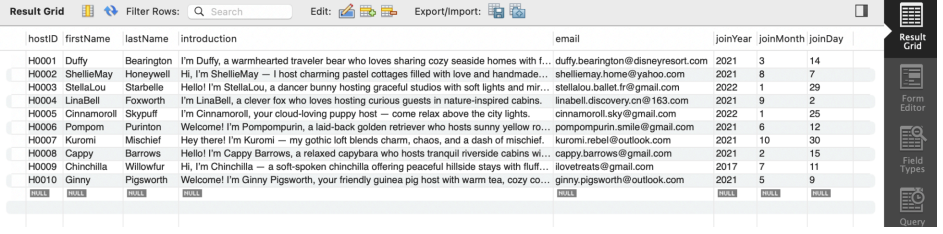 Result Grid Filter Rows: Search Edit: Export/Import:
hostID firstName lastName introduction email joinYear joinMonth joinDay
H0001 Duffy Bearington I'm Duffy, a warmhearted traveler bear who loves sharing cozy seaside homes with f... duffy.bearington@disneyresort.com 2021 3 14
H0002 ShellieMay Honeywell Hi, I'm ShellieMay — I host charming pastel cottages filled with love and handmade... shelliemay.home@yahoo.com 2021 8 7
H0003 StellaLou Starbelle Hello! I'm StellaLou, a dancer bunny hosting graceful studios with soft lights and mir... stellalou.ballet.fr@gmail.com 2022 1 29
H0004 LinaBell Foxworth I'm LinaBell, a clever fox who loves hosting curious guests in nature-inspired cabins. linabell.discovery.cn@163.com 2021 9 2
H0005 Cinnamoroll Skypuff I'm Cinnamoroll, your cloud-loving puppy host — come relax above the city lights. cinnamoroll.sky@gmail.com 2022 1 25
H0006 Pompom Purinton Welcome! I'm Pompompurin, a laid-back golden retriever who hosts sunny yellow ro... pompompurin.smile@gmail.com 2021 6 12
H0007 Kuromi Mischief Hey there! I'm Kuromi — my gothic loft blends charm, chaos, and a dash of mischief. kuromi.rebel@outlook.com 2021 10 30
H0008 Cappy Barrows Hello! I'm Cappy Barrows, a relaxed capybara who hosts tranquil riverside cabins wi... cappy.barrows@gmail.com 2021 2 15
H0009 Chinchilla Willowfur Hi, I'm Chinchilla — a soft-spoken chinchilla offering peaceful hillside stays with fluff... ilovetreats@gmail.com 2017 7 11
H0010 Ginny Pigsworth Welcome! I'm Ginny Pigsworth, your friendly guinea pig host with warm tea, cozy co... ginny.pigsworth@outlook.com 2021 5 9
NULL NULL NULL NULL NULL NULL NULL NULL
Result
Grid
Form
Editor
Field
Types
Query